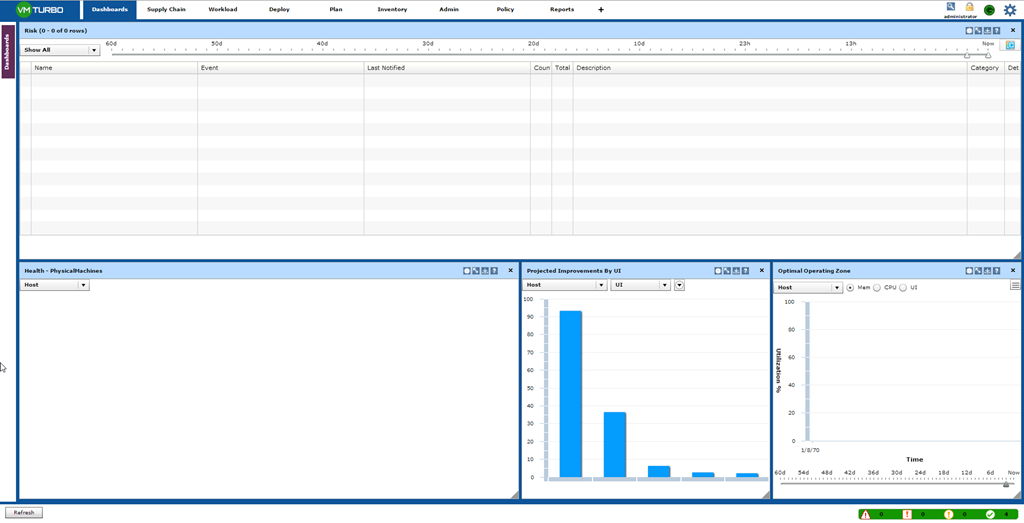 VMTURBO
Dashboards Supply Chain Workload Deploy Plan Inventory Admin Policy Reports +
administrator
Dashboards
Risk (0 - 0 of 0 rows)
Show All
60d 50d 40d 30d 20d 23h 13h Now
Name Event Last Notified Coun Total Description Category Det
Health - PhysicalMachines
Host
Projected Improvements By UI
Host UI
100
90
80
70
60
50
40
30
20
10
0
Optimal Operating Zone
Host Mem CPU UI
100
80
60
40
20
0
Utilization %
1/8/70
Time
60d 54d 48d 42d 36d 30d 24d 18d 12d 6d Now
Refresh
0 0 0 4